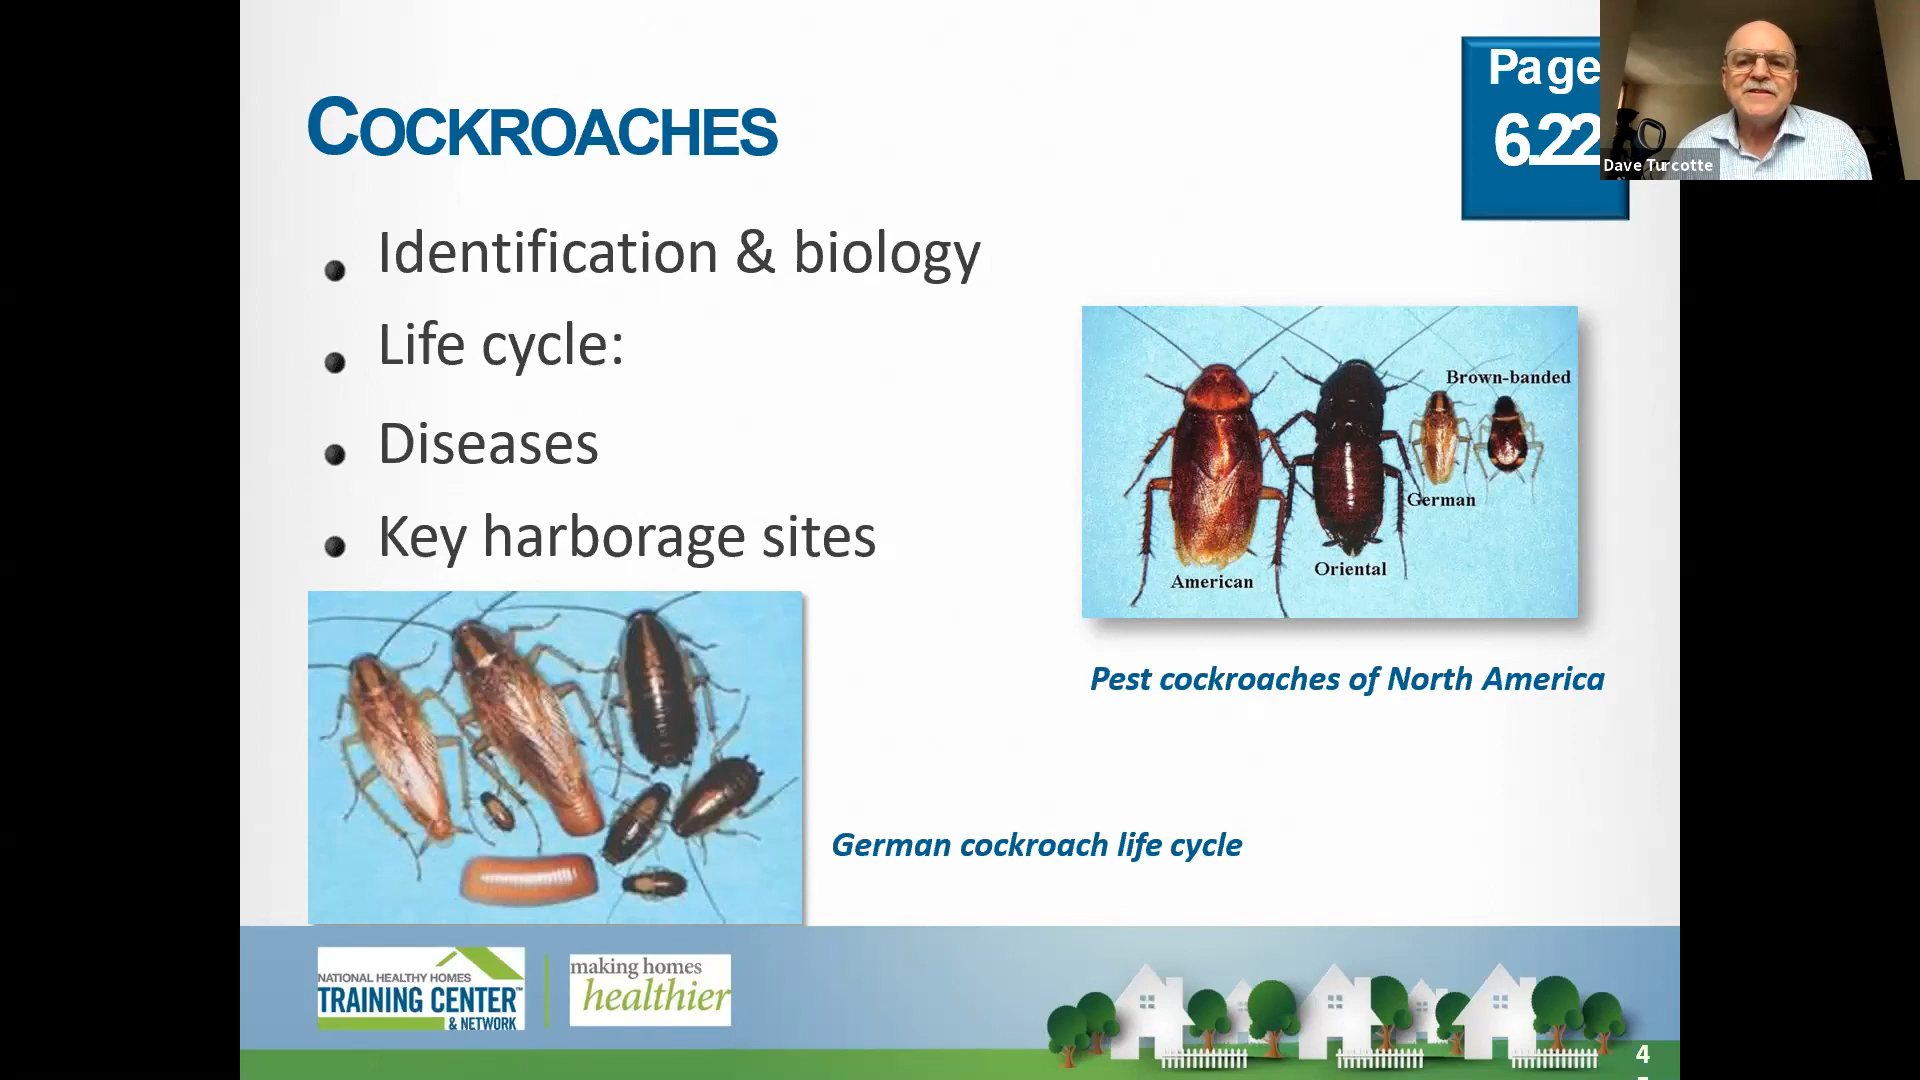 COCKROACHES
Page
6.22
Dave Turcotte
Identification & biology
Life cycle:
Diseases
Key harborage sites
Brown-banded
German
Oriental
American
Pest cockroaches of North America
German cockroach life cycle
NATIONAL HEALTHY HOMES
TRAINING CENTER™
& NETWORK
making homes
healthier
4